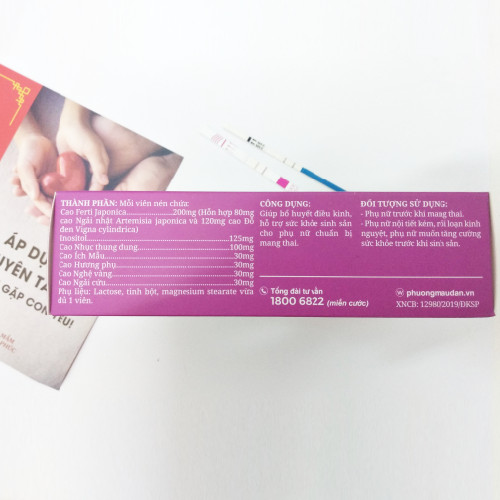 THÀNH PHẦN: Mỗi viên nén chứa:
Cao Ferti Japonica......................200mg (Hỗn hợp 80mg
cao Ngải nhật Artemisia japonica và 120mg cao Đỗ
đen Vigna cylindrica)
Inositol......................125mg
Cao Nhục thung dung......................100mg
Cao Ích Mẫu......................30mg
Cao Hương phụ......................30mg
Cao Nghệ vàng......................30mg
Cao Ngải cứu......................30mg
Phụ liệu: Lactose, tinh bột, magnesium stearate vừa
đủ 1 viên.
CÔNG DỤNG:
Giúp bổ huyết điều kinh,
hỗ trợ sức khỏe sinh sản
cho phụ nữ chuẩn bị
mang thai.
Tổng đài tư vấn
1800 6822 (miễn cước)
ĐỐI TƯỢNG SỬ DỤNG:
- Phụ nữ trước khi mang thai.
- Phụ nữ nội tiết kém, rối loạn kinh
nguyệt, phụ nữ muốn tăng cường
sức khỏe trước khi sinh sản.
phuongmaudan.vn
XNCB: 12980/2019/ĐKSP
ÁP DỤ
UYÊN TẮ
GẶP CON YÊU!